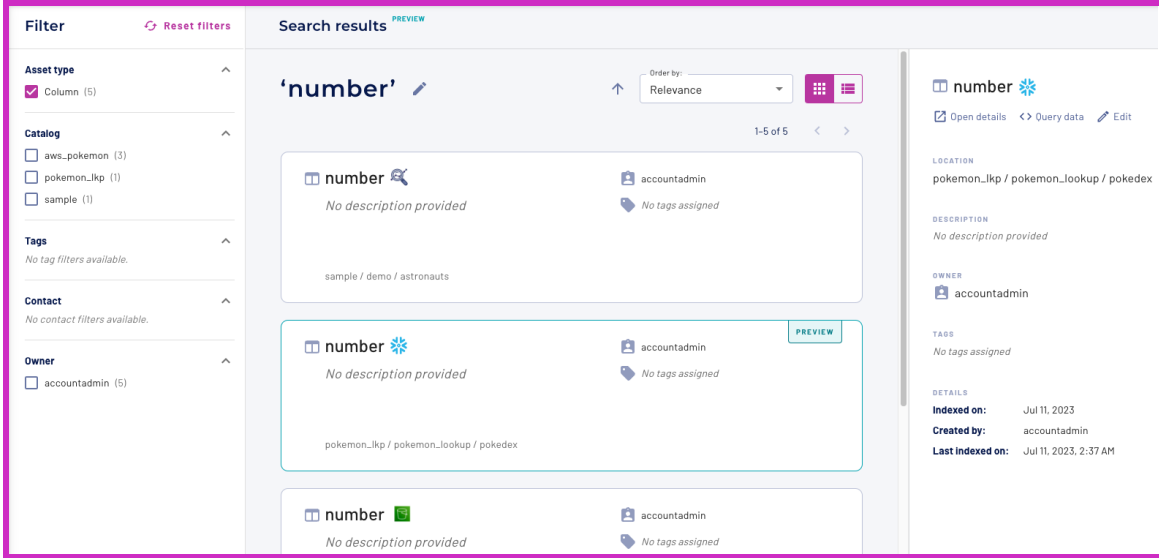 Filter
Reset filters
Asset type
Column (5)
Catalog
aws_pokemon (3)
pokemon_lkp (1)
sample (1)
Tags
No tag filters available.
Contact
No contact filters available.
Owner
accountadmin (5)
Search results PREVIEW
‘number’
Order by:
Relevance
1–5 of 5
number
accountadmin
No description provided
No tags assigned
sample / demo / astronauts
PREVIEW
number
accountadmin
No description provided
No tags assigned
pokemon_lkp / pokemon_lookup / pokedex
number
accountadmin
No description provided
No tags assigned
number
Open details
Query data
Edit
LOCATION
pokemon_lkp / pokemon_lookup / pokedex
DESCRIPTION
No description provided
OWNER
accountadmin
TAGS
No tags assigned
DETAILS
Indexed on: Jul 11, 2023
Created by: accountadmin
Last indexed on: Jul 11, 2023, 2:37 AM